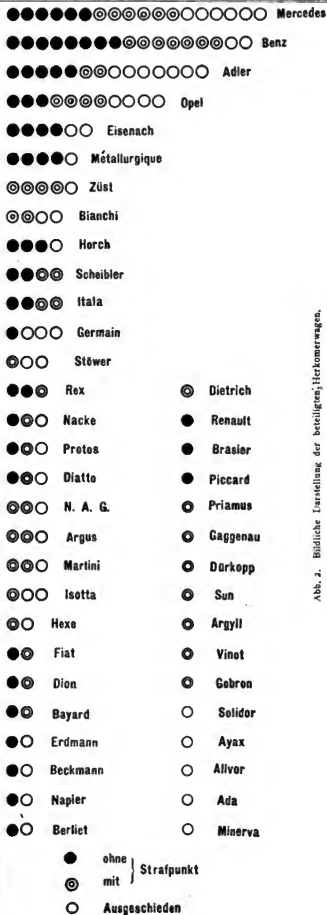 Mercedes
Benz
Adler
Opel
Eisenach
Métallurgique
Züst
Bianchi
Horch
Scheibler
Itala
Germain
Stöwer
Rex
Nacke
Protos
Diatto
N. A. G.
Argus
Martini
Isotta
Hexe
Fiat
Dion
Bayard
Erdmann
Beckmann
Napier
Berliet
Dietrich
Renault
Brasier
Piccard
Priamus
Gaggenau
Dürkopp
Sun
Argyll
Vinot
Gobron
Solidor
Ayax
Allvor
Ada
Minerva
ohne } Strafpunkt
mit
Ausgeschieden
Abb. 2. Bildliche Darstellung der beteiligten Herkomerwagen.